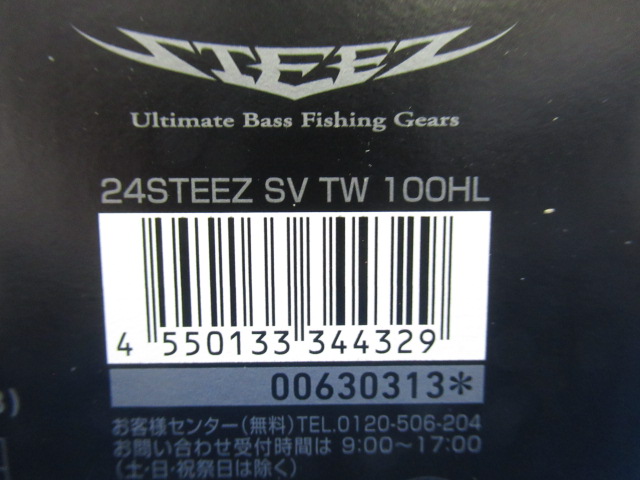 STEEZ
Ultimate Bass Fishing Gears
24STEEZ SV TW 100HL
4 550133 344329
00630313*
お客様センター(無料)TEL.0120-506-204
お問い合わせ受付時間は 9:00〜17:00
(土・日・祝祭日は除く)